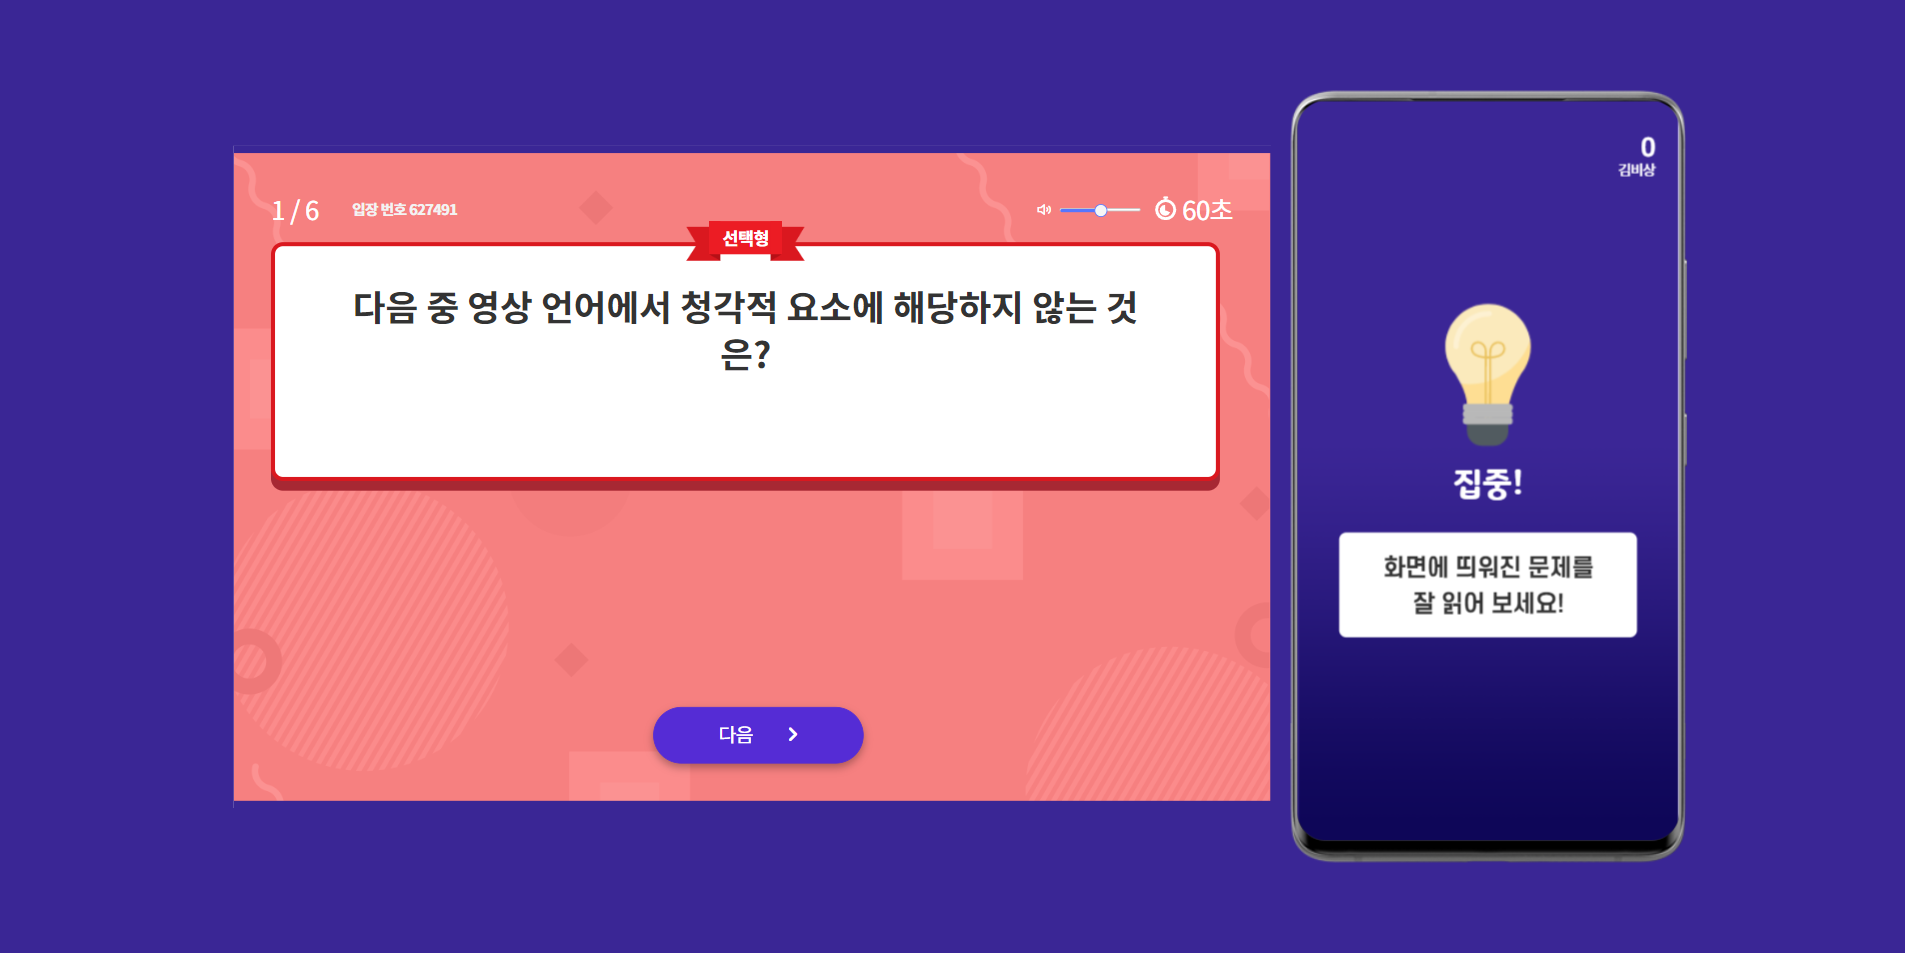 1 / 6
입장 번호 627491
60초
선택형
다음 중 영상 언어에서 청각적 요소에 해당하지 않는 것
은?
다음
0
김비상
집중!
화면에 띄워진 문제를
잘 읽어 보세요!